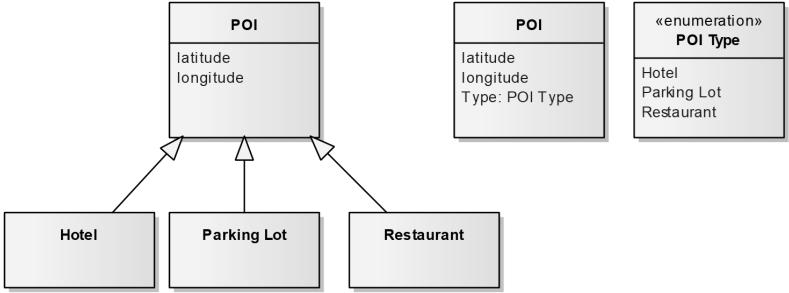 POI
latitude
longitude
Hotel
Parking Lot
Restaurant
POI
latitude
longitude
Type: POI Type
«enumeration»
POI Type
Hotel
Parking Lot
Restaurant